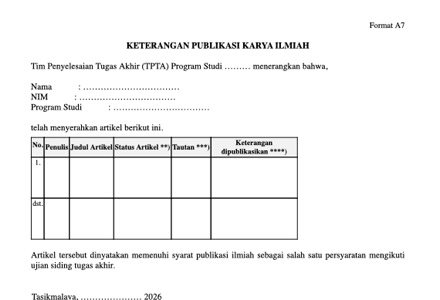 Format A7
KETERANGAN PUBLIKASI KARYA ILMIAH
Tim Penyelesaian Tugas Akhir (TPTA) Program Studi ……… menerangkan bahwa,
Nama : ……………………………
NIM : ……………………………
Program Studi : ……………………………
telah menyerahkan artikel berikut ini.
No. Penulis Judul Artikel Status Artikel **) Tautan ***) Keterangan dipublikasikan ****)
1.
dst.
Artikel tersebut dinyatakan memenuhi syarat publikasi ilmiah sebagai salah satu persyaratan mengikuti
ujian siding tugas akhir.
Tasikmalaya, ………………… 2026